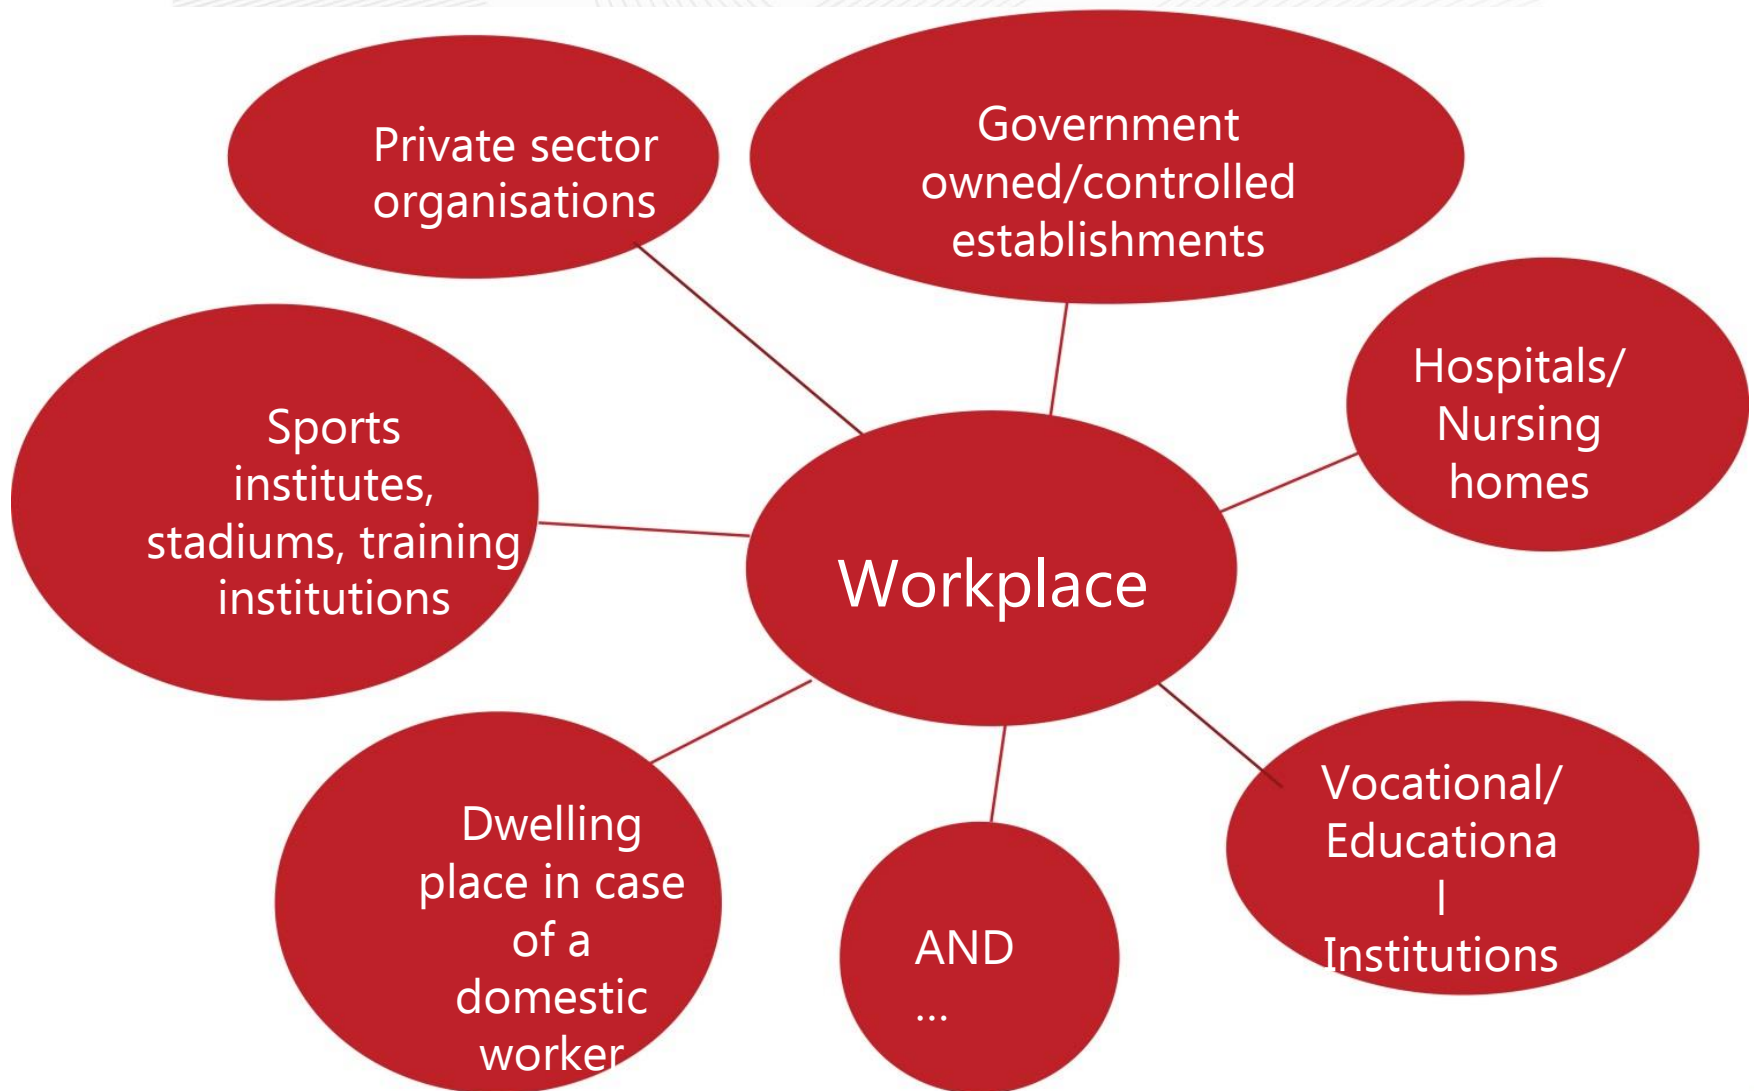 Private sector
organisations
Government
owned/controlled
establishments
Hospitals/
Nursing
homes
Sports
institutes,
stadiums, training
institutions
Workplace
Vocational/
Educationa
l
Institutions
Dwelling
place in case
of a
domestic
worker
AND
...